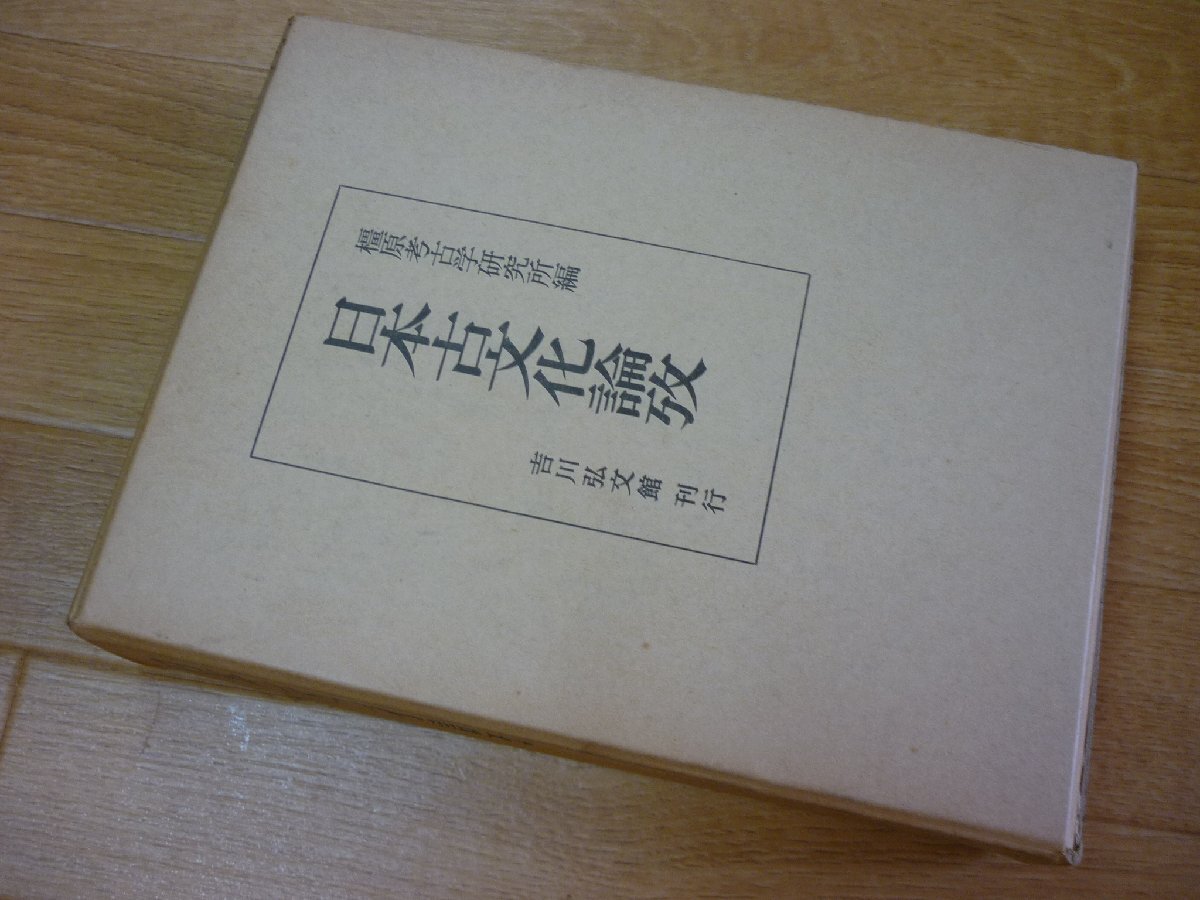 橿原考古学研究所編
日本古文化論攷
吉川弘文館 刊行